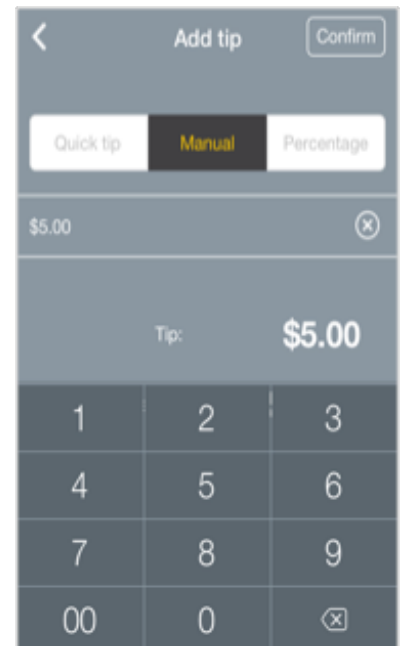 Add tip Confirm
Quick tip Manual Percentage
$5.00
Tip: $5.00
1 2 3
4 5 6
7 8 9
00 0